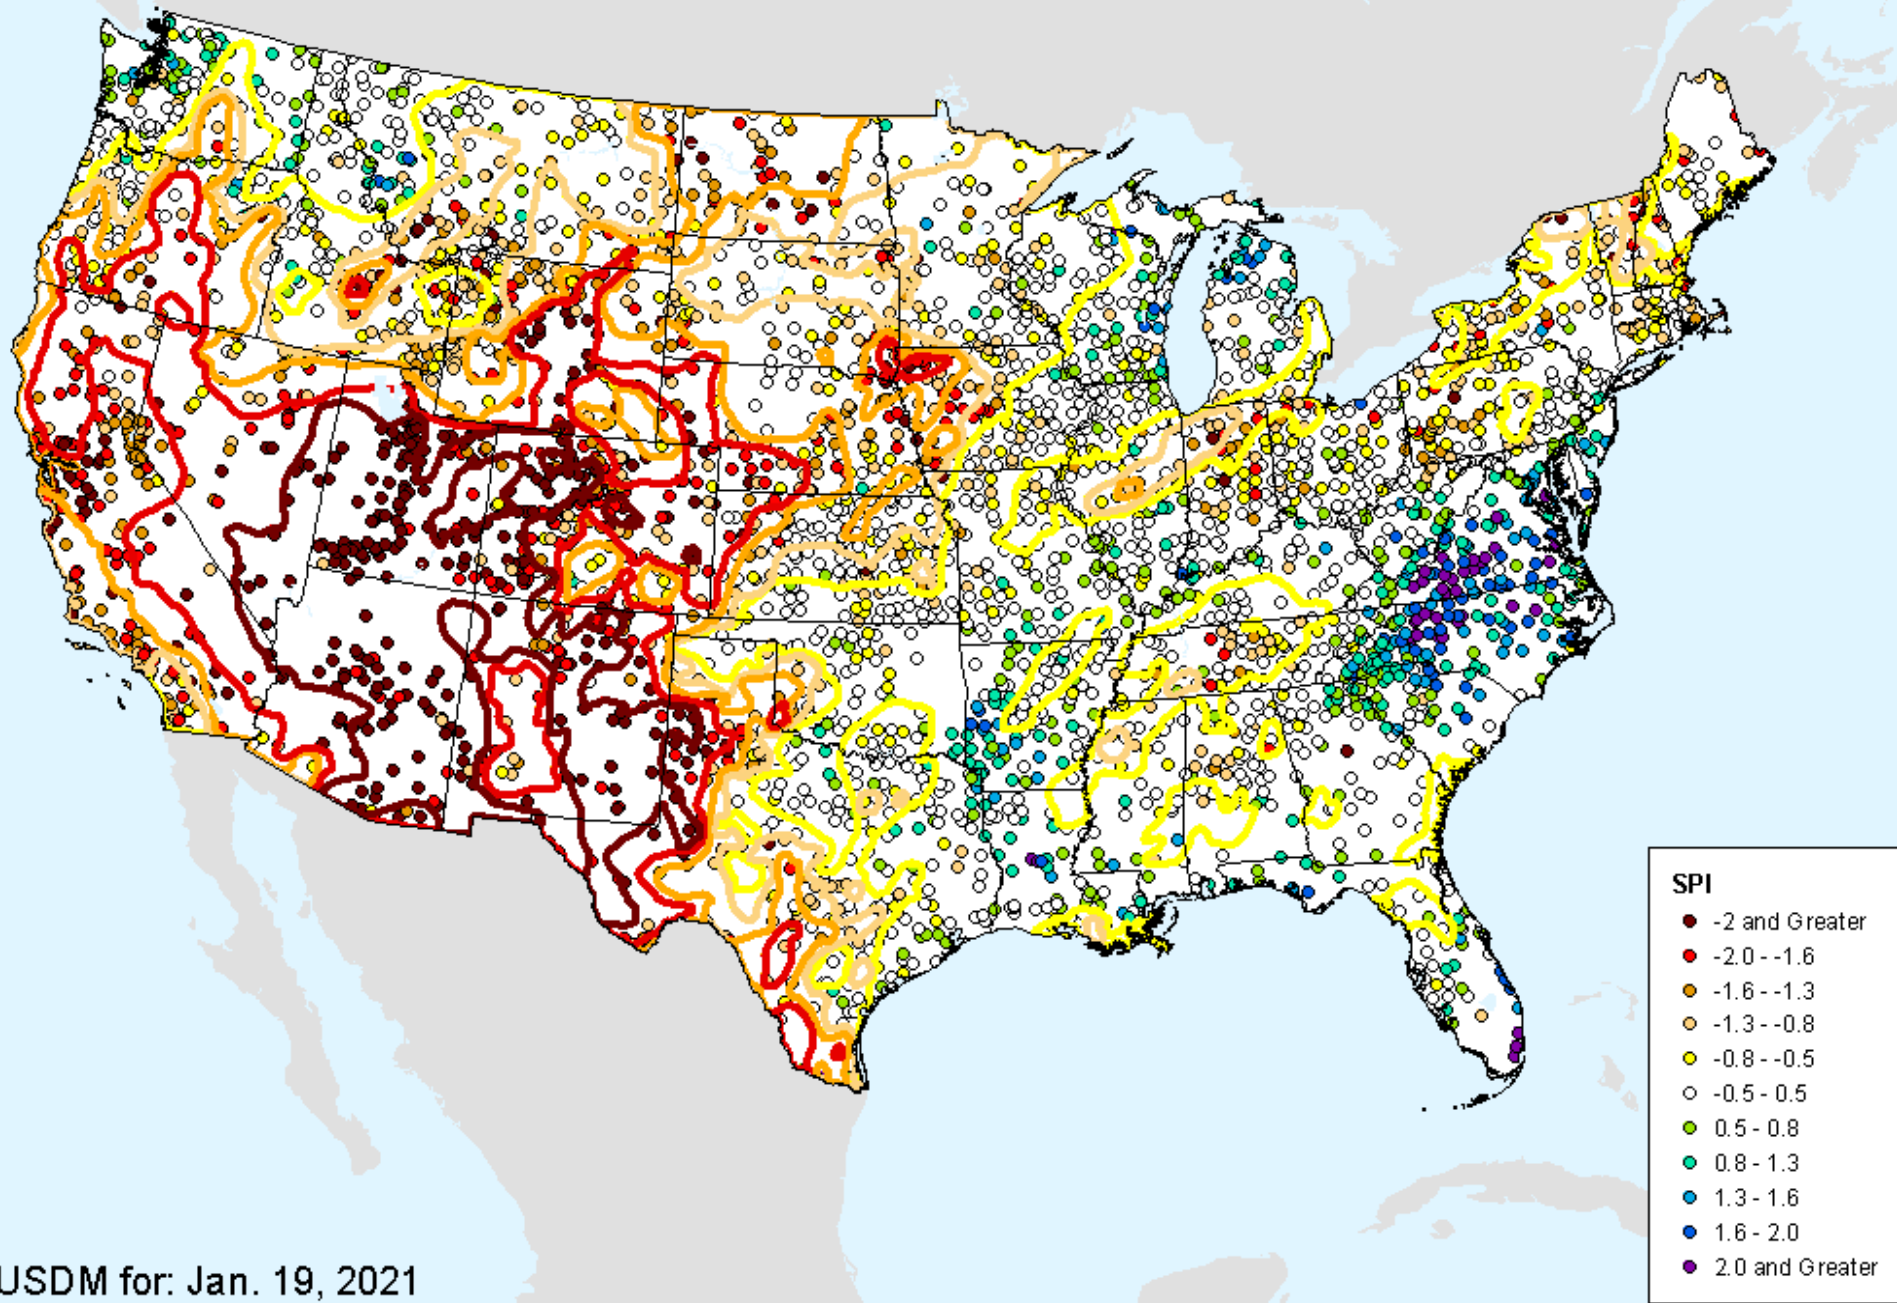 SPI
-2 and Greater
-2.0 - -1.6
-1.6 - -1.3
-1.3 - -0.8
-0.8 - -0.5
-0.5 - 0.5
0.5 - 0.8
0.8 - 1.3
1.3 - 1.6
1.6 - 2.0
2.0 and Greater
USDM for: Jan. 19, 2021